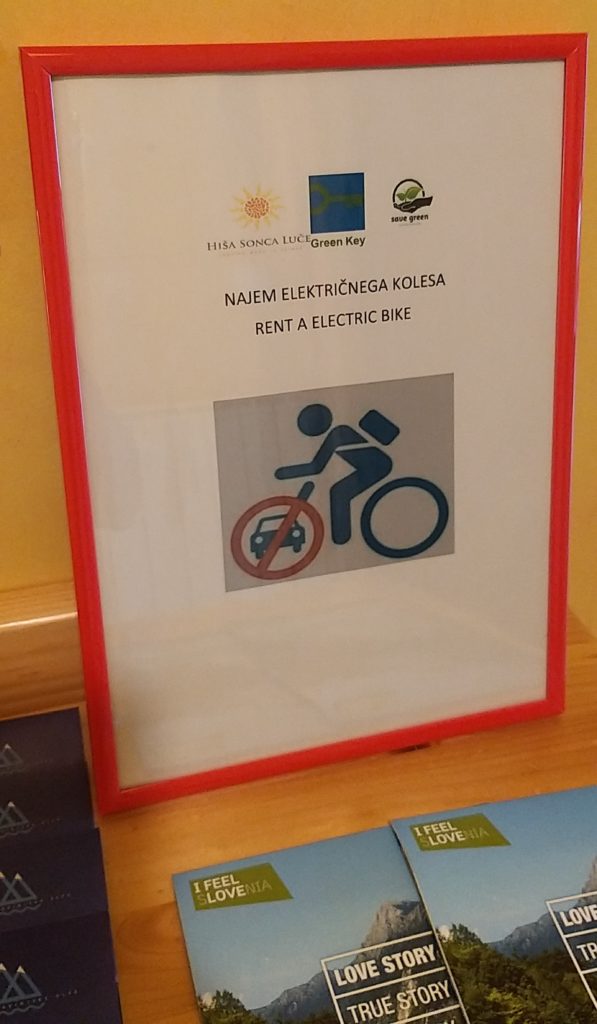 HIŠA SONCA LUČE
Green Key
save green
NAJEM ELEKTRIČNEGA KOLESA
RENT A ELECTRIC BIKE
I FEEL
SLOVENIA
LOVE STORY
TRUE STORY
I FEEL
SLOVENIA
LOVE